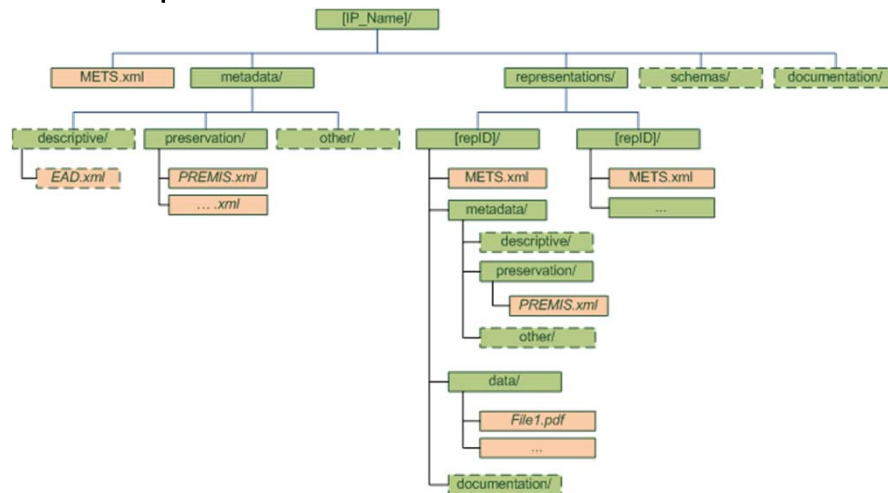 [IP_Name]/
METS.xml
metadata/
representations/
schemas/
documentation/
descriptive/
preservation/
other/
[repID]/
[repID]/
EAD.xml
PREMIS.xml
METS.xml
METS.xml
... .xml
metadata/
...
descriptive/
preservation/
PREMIS.xml
other/
data/
File1.pdf
...
documentation/